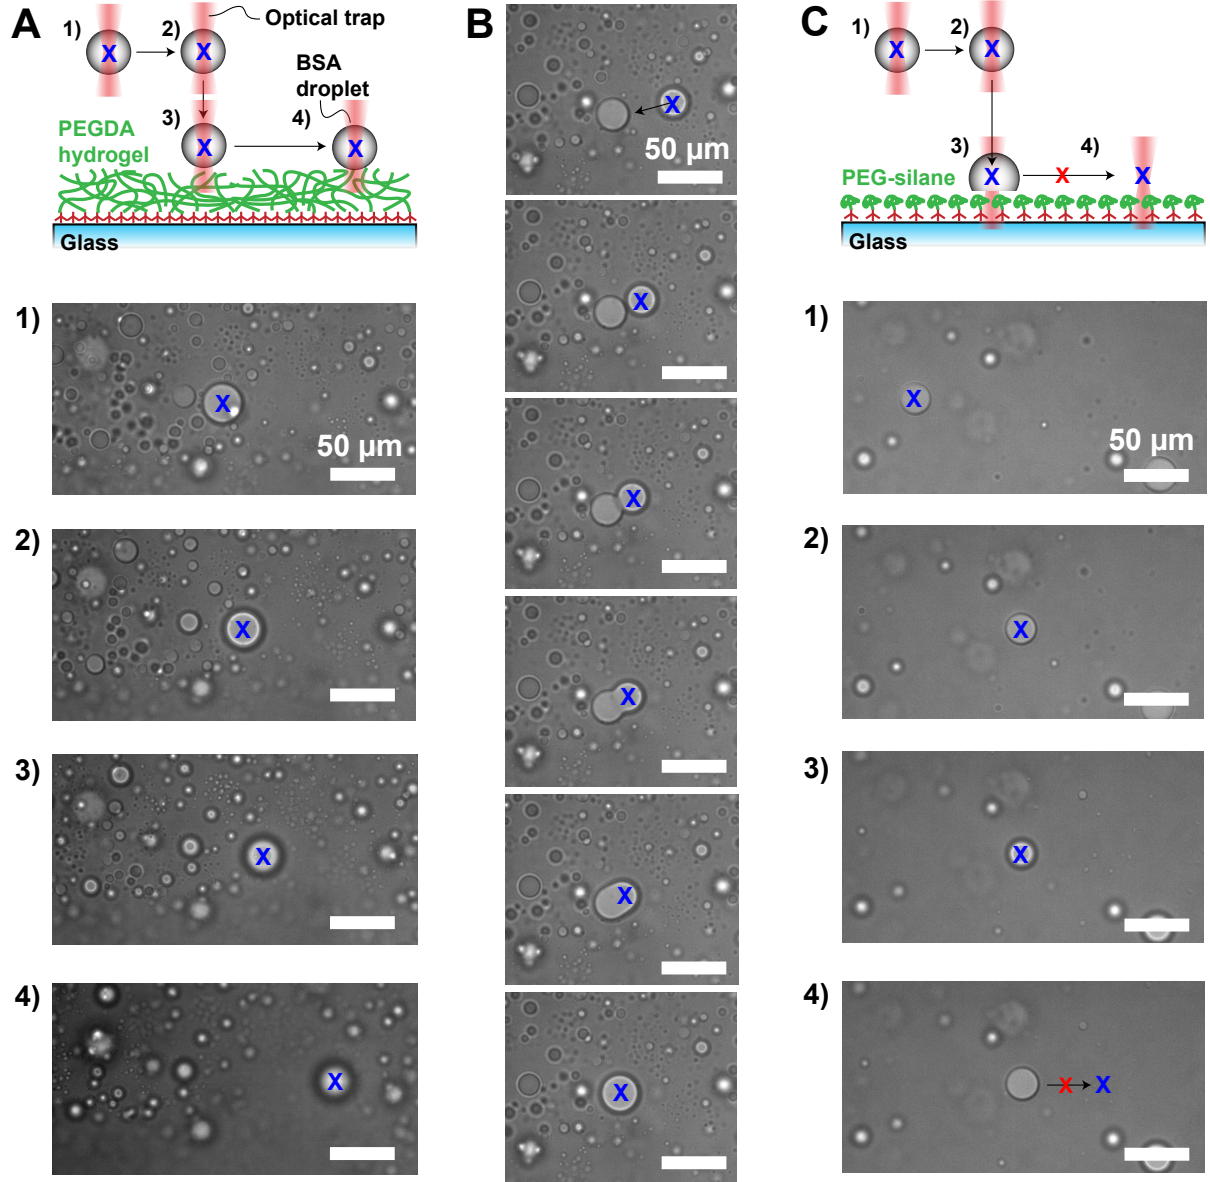 A
1)
X
2)
X
Optical trap
BSA
droplet
3)
X
4)
X
PEGDA
hydrogel
Glass
1)
X
50 µm
2)
X
3)
X
4)
X
B
X
50 µm
X
X
X
X
X
C
1)
X
2)
X
3)
X
4)
X
X
PEG-silane
Glass
1)
X
50 µm
2)
X
3)
X
4)
X
X